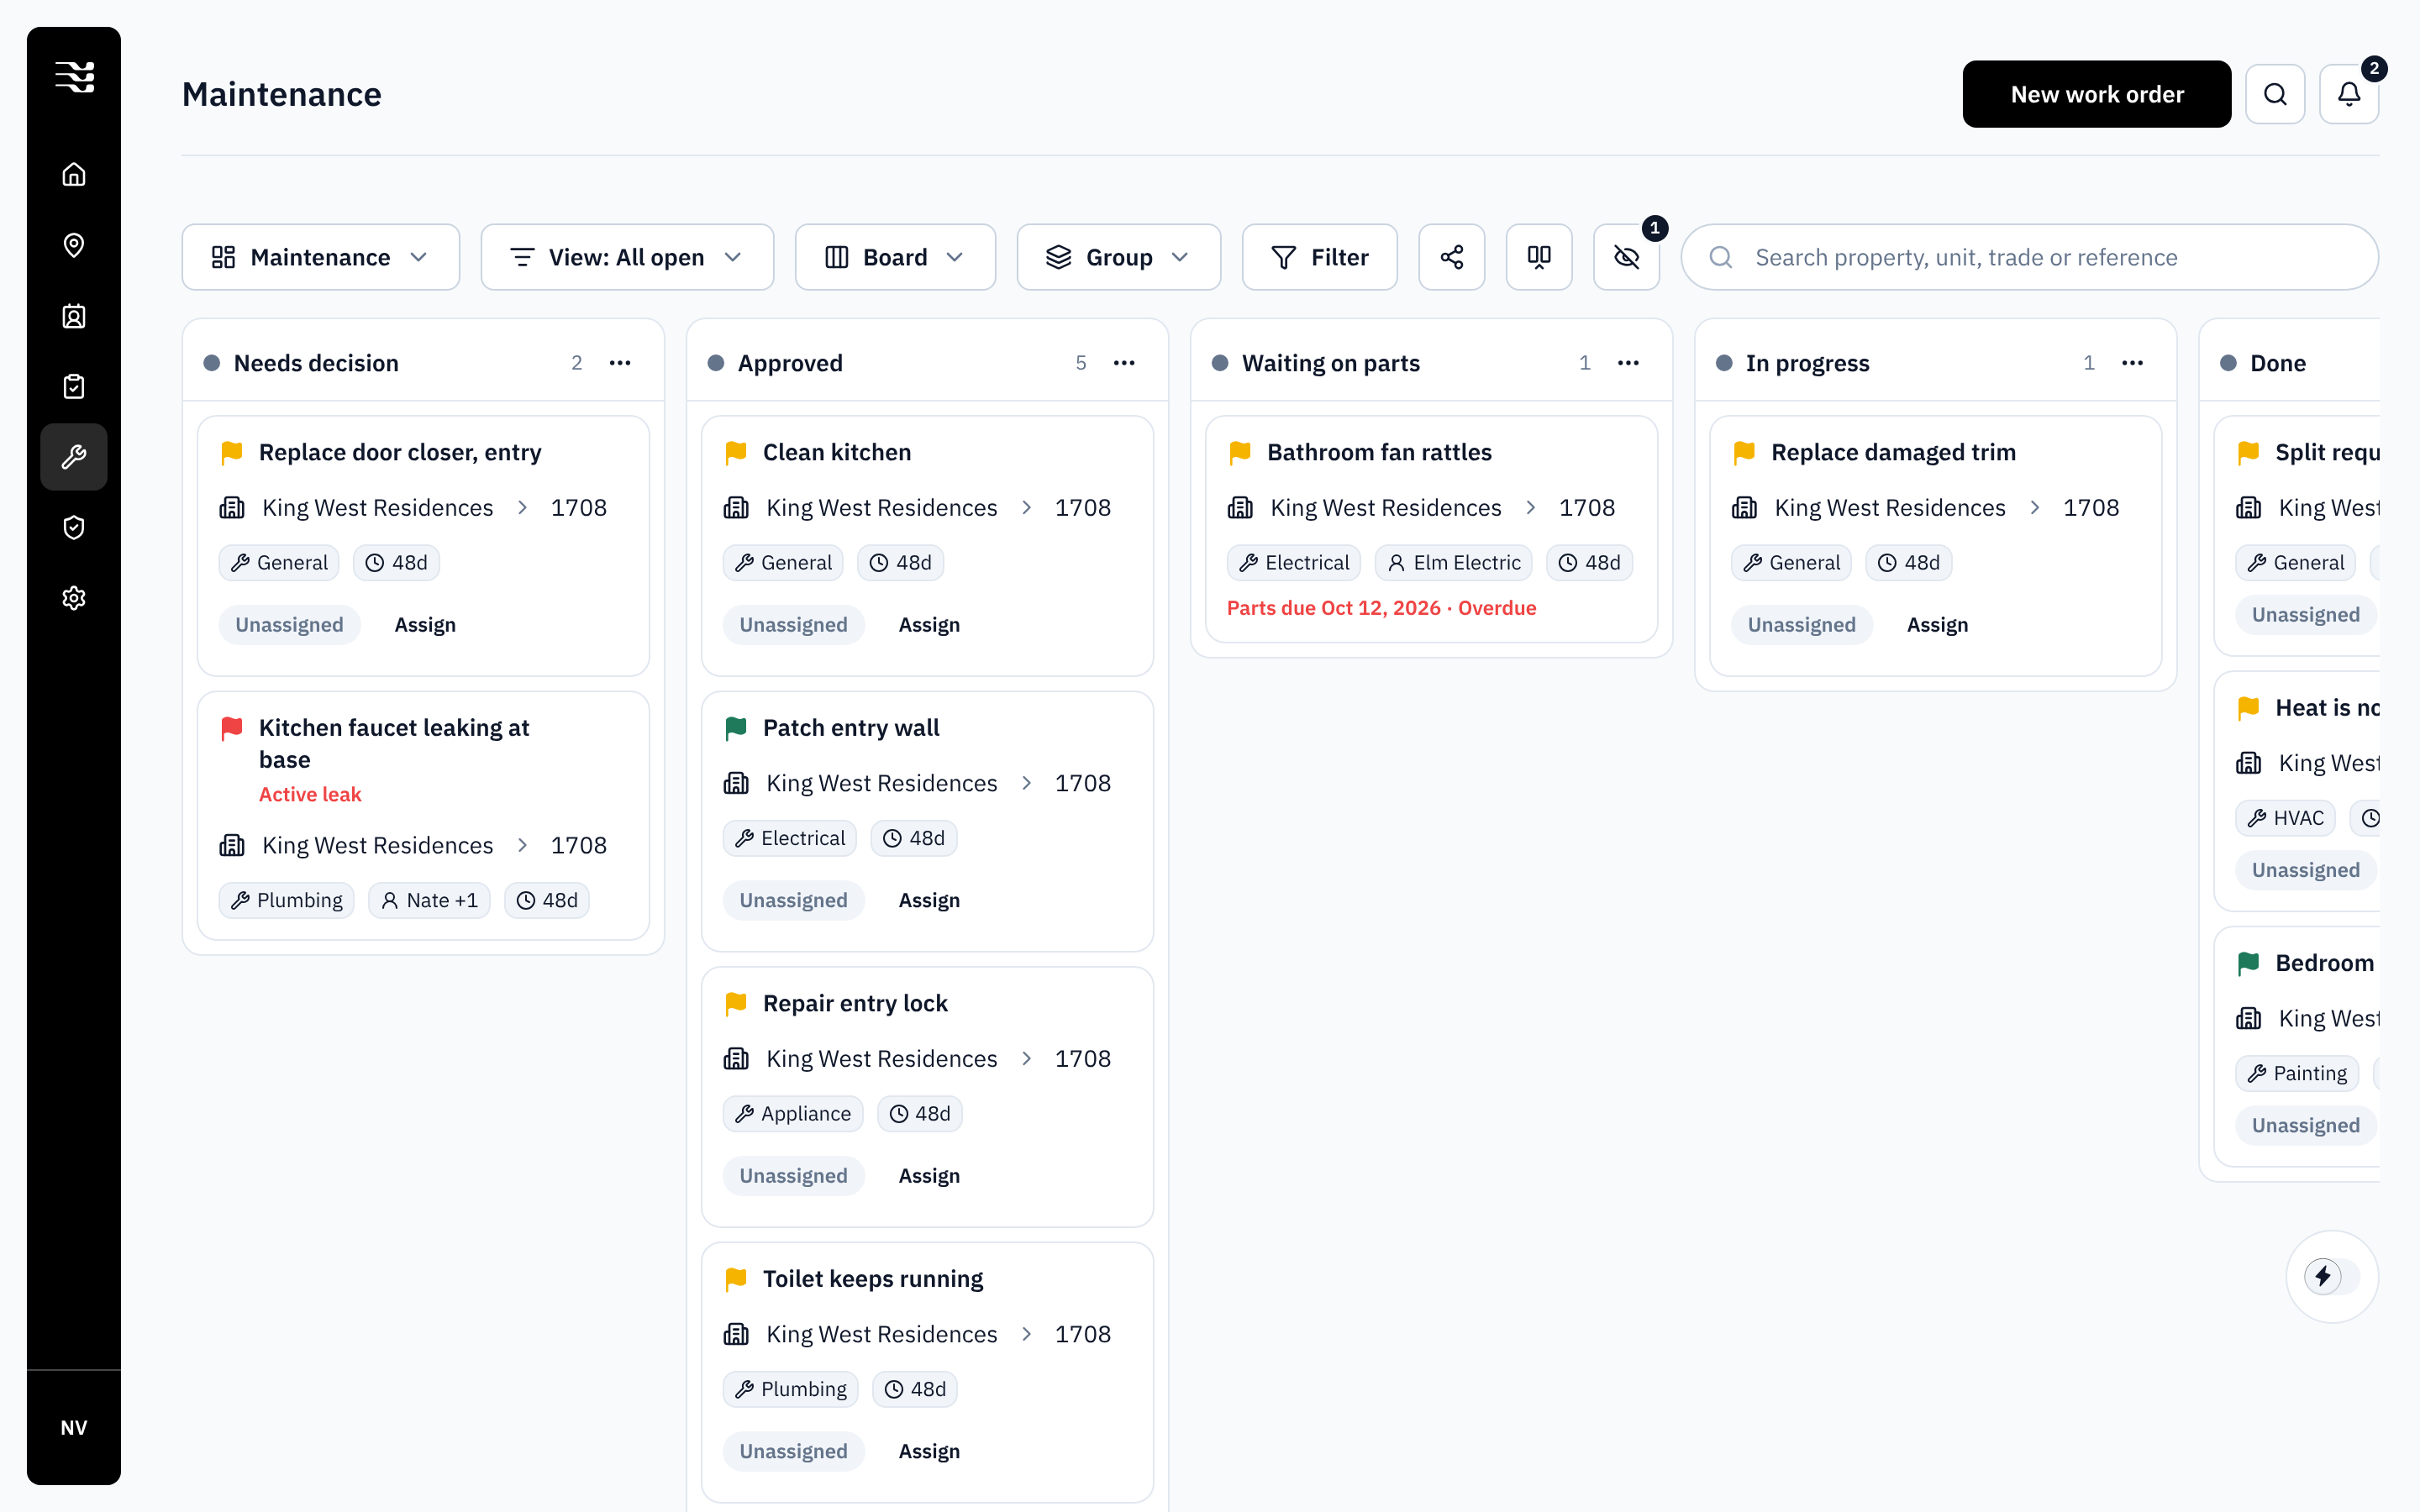 Maintenance
New work order
2
Maintenance
View: All open
Board
Group
Filter
1
Search property, unit, trade or reference
Needs decision 2
Replace door closer, entry
King West Residences > 1708
General 48d
Unassigned Assign
Kitchen faucet leaking at
base
Active leak
King West Residences > 1708
Plumbing Nate +1 48d
Approved 5
Clean kitchen
King West Residences > 1708
General 48d
Unassigned Assign
Patch entry wall
King West Residences > 1708
Electrical 48d
Unassigned Assign
Repair entry lock
King West Residences > 1708
Appliance 48d
Unassigned Assign
Toilet keeps running
King West Residences > 1708
Plumbing 48d
Unassigned Assign
Waiting on parts 1
Bathroom fan rattles
King West Residences > 1708
Electrical Elm Electric 48d
Parts due Oct 12, 2026 · Overdue
In progress 1
Replace damaged trim
King West Residences > 1708
General 48d
Unassigned Assign
Done
Split
King West
General
Unassigned
Heat is
King West
HVAC
Unassigned
Bedroom
King West
Painting
Unassigned
NV